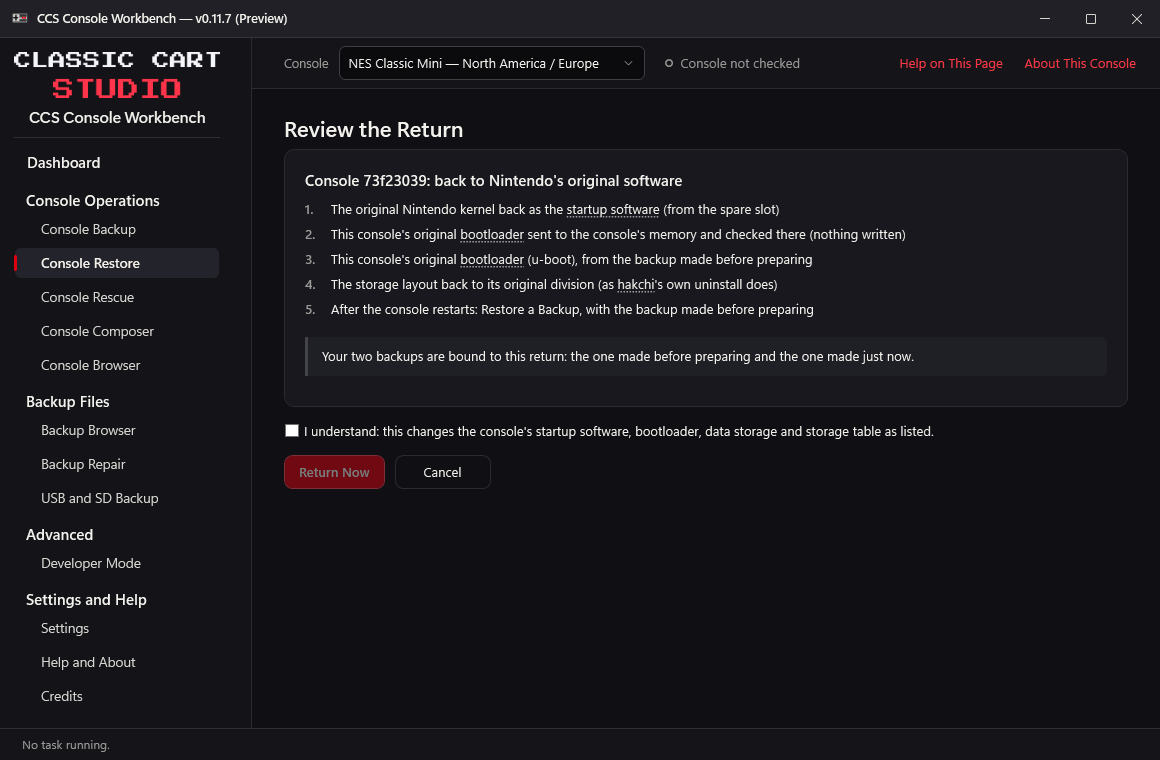 CCS Console Workbench — v0.11.7 (Preview)
CLASSIC CART
STUDIO
CCS Console Workbench
Dashboard
Console Operations
Console Backup
Console Restore
Console Rescue
Console Composer
Console Browser
Backup Files
Backup Browser
Backup Repair
USB and SD Backup
Advanced
Developer Mode
Settings and Help
Settings
Help and About
Credits
Console
NES Classic Mini — North America / Europe
Console not checked
Help on This Page
About This Console
Review the Return
Console 73f23039: back to Nintendo's original software
1. The original Nintendo kernel back as the startup software (from the spare slot)
2. This console's original bootloader sent to the console's memory and checked there (nothing written)
3. This console's original bootloader (u-boot), from the backup made before preparing
4. The storage layout back to its original division (as hakchi's own uninstall does)
5. After the console restarts: Restore a Backup, with the backup made before preparing
Your two backups are bound to this return: the one made before preparing and the one made just now.
I understand: this changes the console's startup software, bootloader, data storage and storage table as listed.
Return Now
Cancel
No task running.